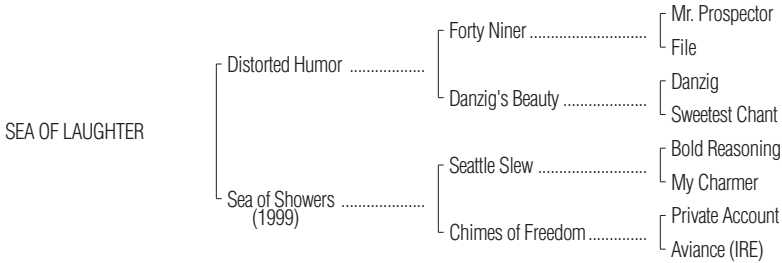 Mr. Prospector
Forty Niner ............................
File
Distorted Humor ..................
Danzig
Danzig's Beauty ....................
Sweetest Chant
SEA OF LAUGHTER
Bold Reasoning
Seattle Slew ..........................
My Charmer
Sea of Showers ....................
(1999)
Private Account
Chimes of Freedom..............
Aviance (IRE)